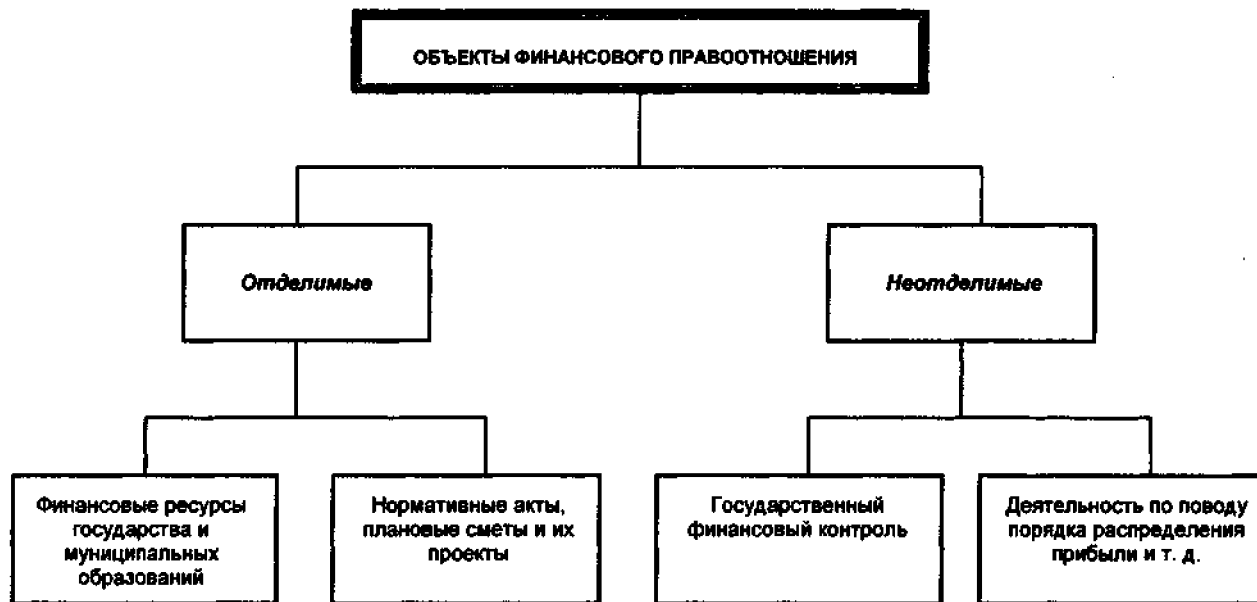 ОБЪЕКТЫ ФИНАНСОВОГО ПРАВООТНОШЕНИЯ
Отделимые
Неотделимые
Финансовые ресурсы
государства и
муниципальных
образований
Нормативные акты,
плановые сметы и их
проекты
Государственный
финансовый контроль
Деятельность по поводу
порядка распределения
прибыли и т. д.